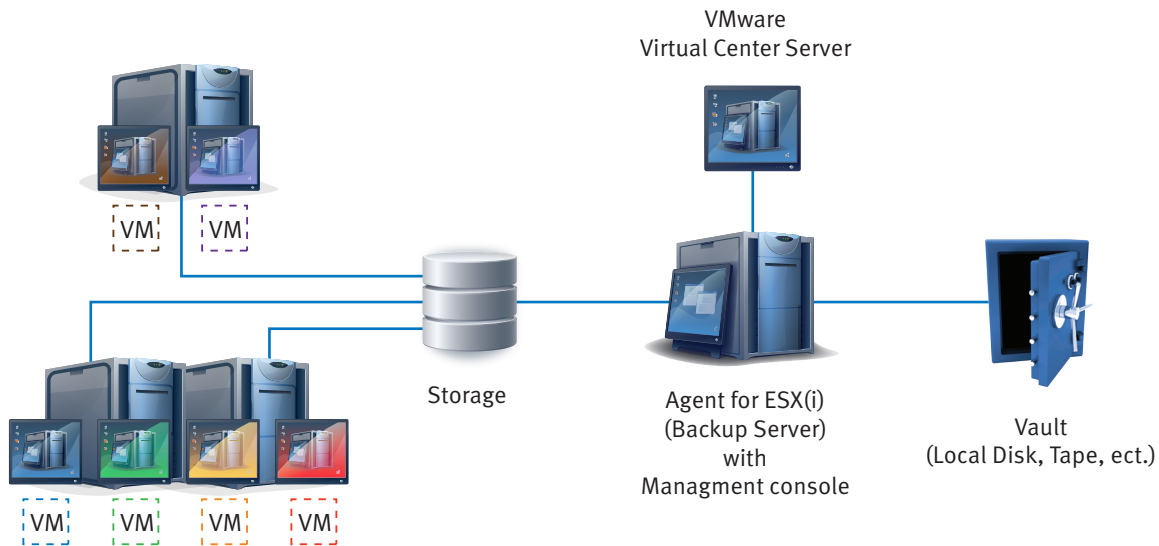 VMware
Virtual Center Server
VM
VM
Storage
Agent for ESX(i)
(Backup Server)
with
Managment console
Vault
(Local Disk, Tape, ect.)
VM
VM
VM
VM